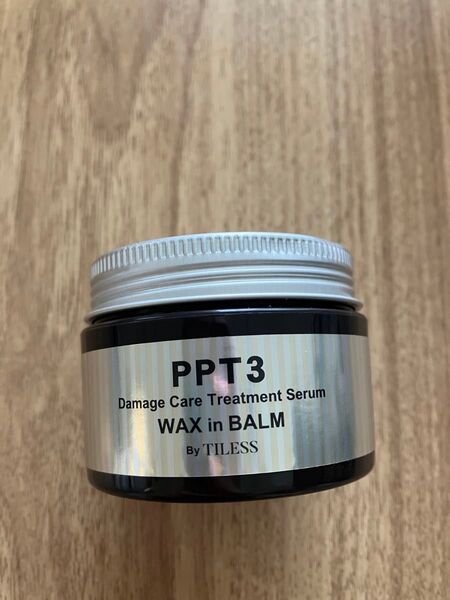 PPT3
Damage Care Treatment Serum
WAX in BALM
By TILESS